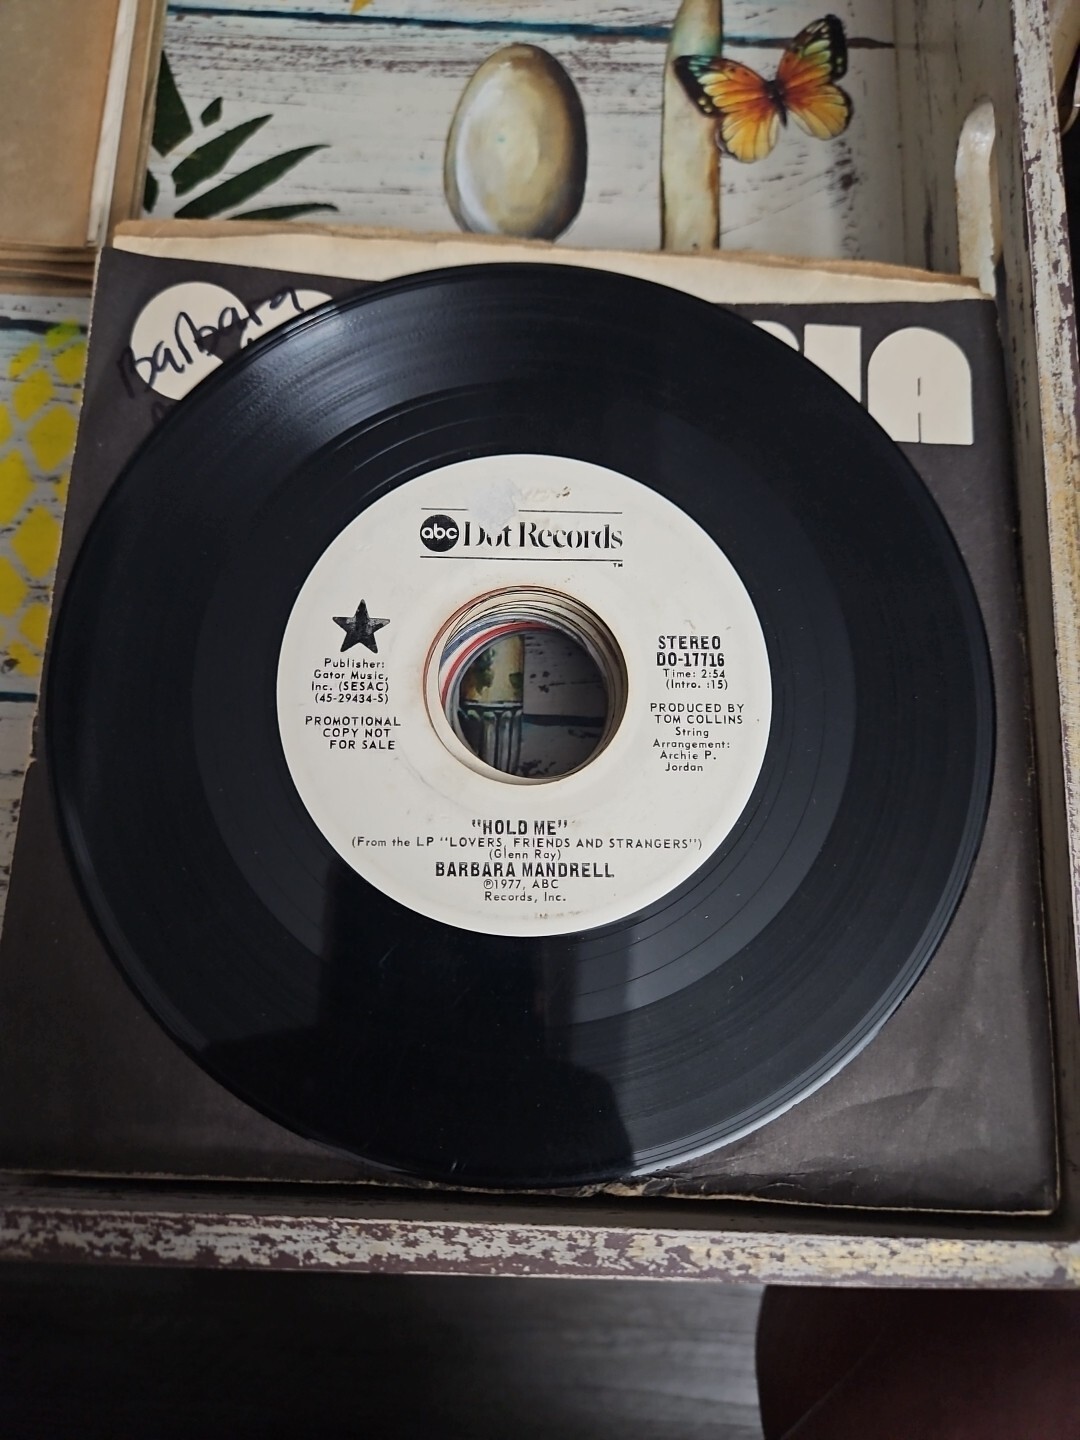 Barbara
abc Dot Records
TM
Publisher:
Gator Music,
Inc. (SESAC)
(45-29434-S)
PROMOTIONAL
COPY NOT
FOR SALE
STEREO
DO-17716
Time: 2:54
(Intro. :15)
PRODUCED BY
TOM COLLINS
String
Arrangement:
Archie P.
Jordan
"HOLD ME"
(From the LP "LOVERS, FRIENDS AND STRANGERS")
(Glenn Ray)
BARBARA MANDRELL
℗1977, ABC
Records, Inc.